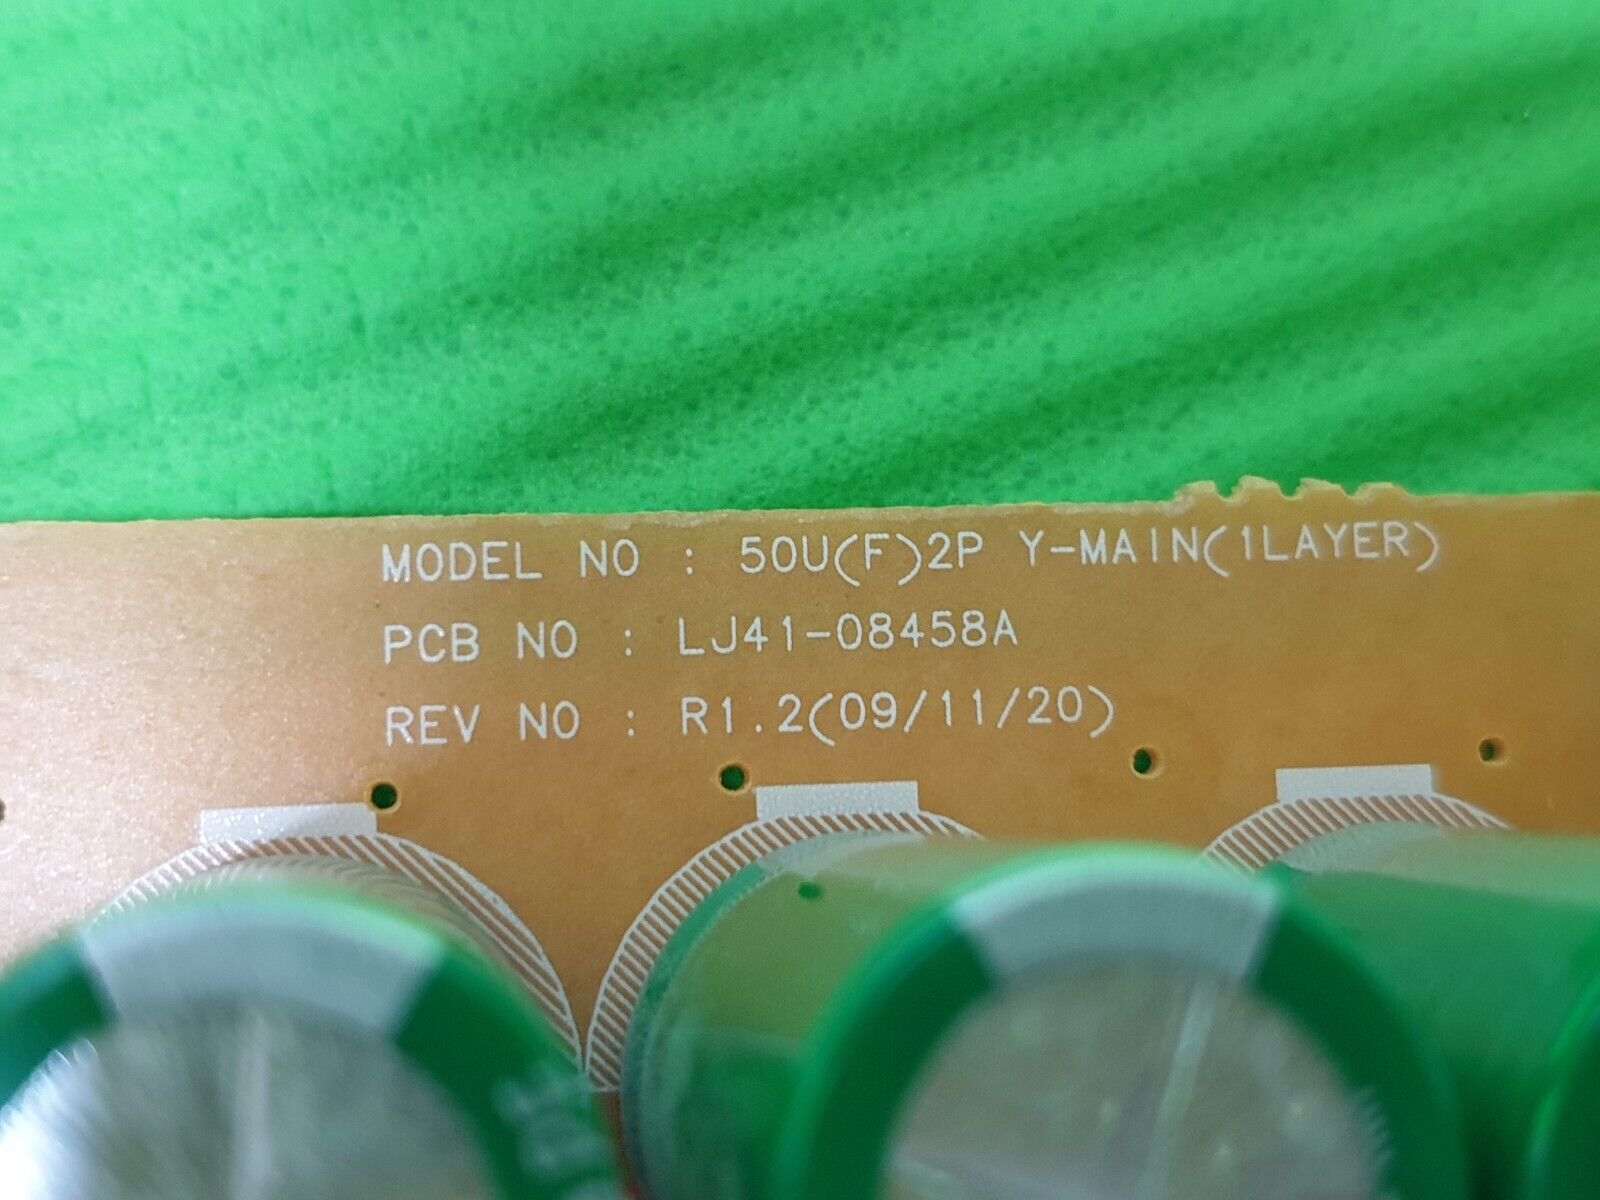 MODEL NO : 50U(F)2P Y-MAIN(1LAYER)
PCB NO : LJ41-08458A
REV NO : R1.2(09/11/20)